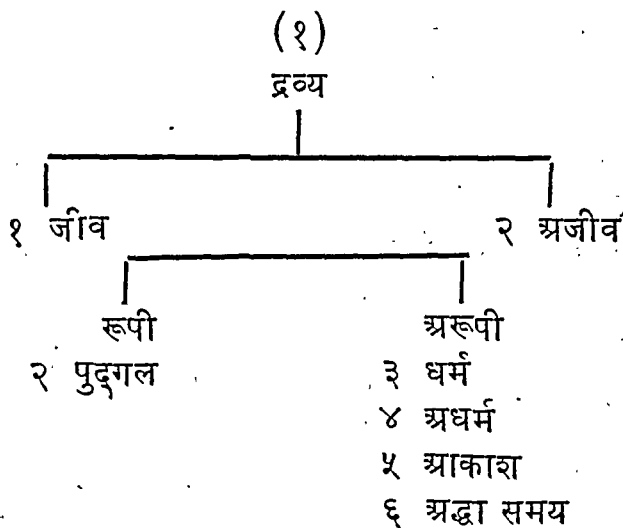 (१)
द्रव्य
१ जीव २ अजीव
रूपी अरूपी
२ पुद्गल ३ धर्म
४ अधर्म
५ आकाश
६ अद्धा समय